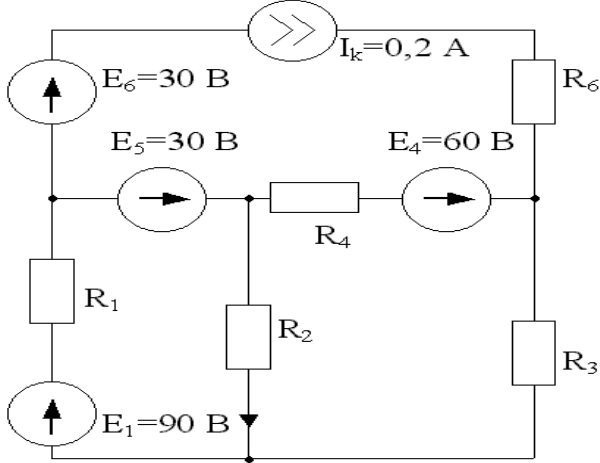 I_k=0,2 A
E₆=30 В
R₆
E₅=30 В
E₄=60 В
R₄
R₁
R₂
R₃
E₁=90 В